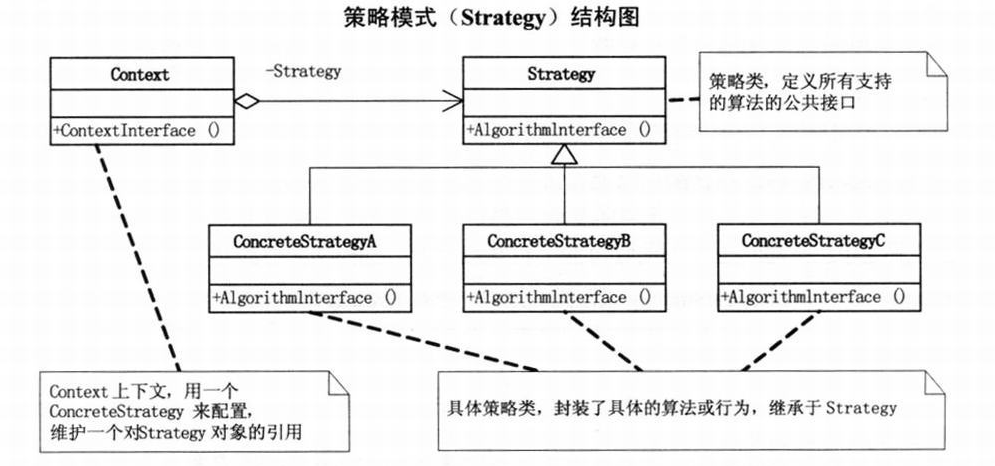 策略模式（Strategy）结构图
Context
-Strategy
Strategy
策略类，定义所有支持
的算法的公共接口
+ContextInterface ()
+Algorithmlnterface ()
ConcreteStrategyA
ConcreteStrategyB
ConcreteStrategyC
+Algorithmlnterface ()
+Algorithmlnterface ()
+Algorithmlnterface ()
Context 上下文，用一个
ConcreteStrategy 来配置，
维护一个对Strategy 对象的引用
具体策略类，封装了具体的算法或行为，继承于 Strategy